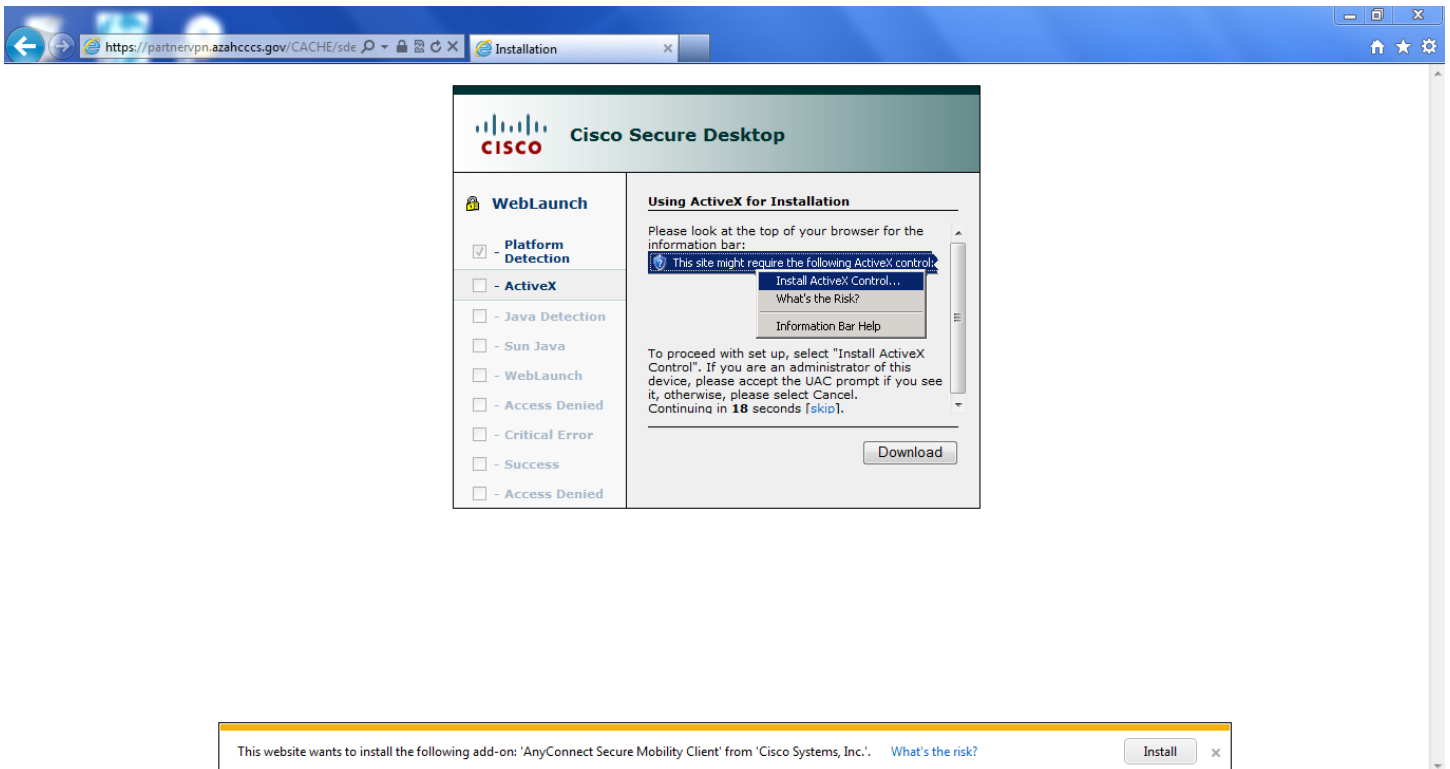 https://partnervpn.azahcccs.gov/CACHE/sde
Installation
CISCO
Cisco Secure Desktop
WebLaunch
- Platform Detection
- ActiveX
- Java Detection
- Sun Java
- WebLaunch
- Access Denied
- Critical Error
- Success
- Access Denied
Using ActiveX for Installation
Please look at the top of your browser for the
information bar:
This site might require the following ActiveX control:
Install ActiveX Control...
What's the Risk?
Information Bar Help
To proceed with set up, select "Install ActiveX
Control". If you are an administrator of this
device, please accept the UAC prompt if you see
it, otherwise, please select Cancel.
Continuing in 18 seconds [skip].
Download
This website wants to install the following add-on: 'AnyConnect Secure Mobility Client' from 'Cisco Systems, Inc.'. What's the risk?
Install